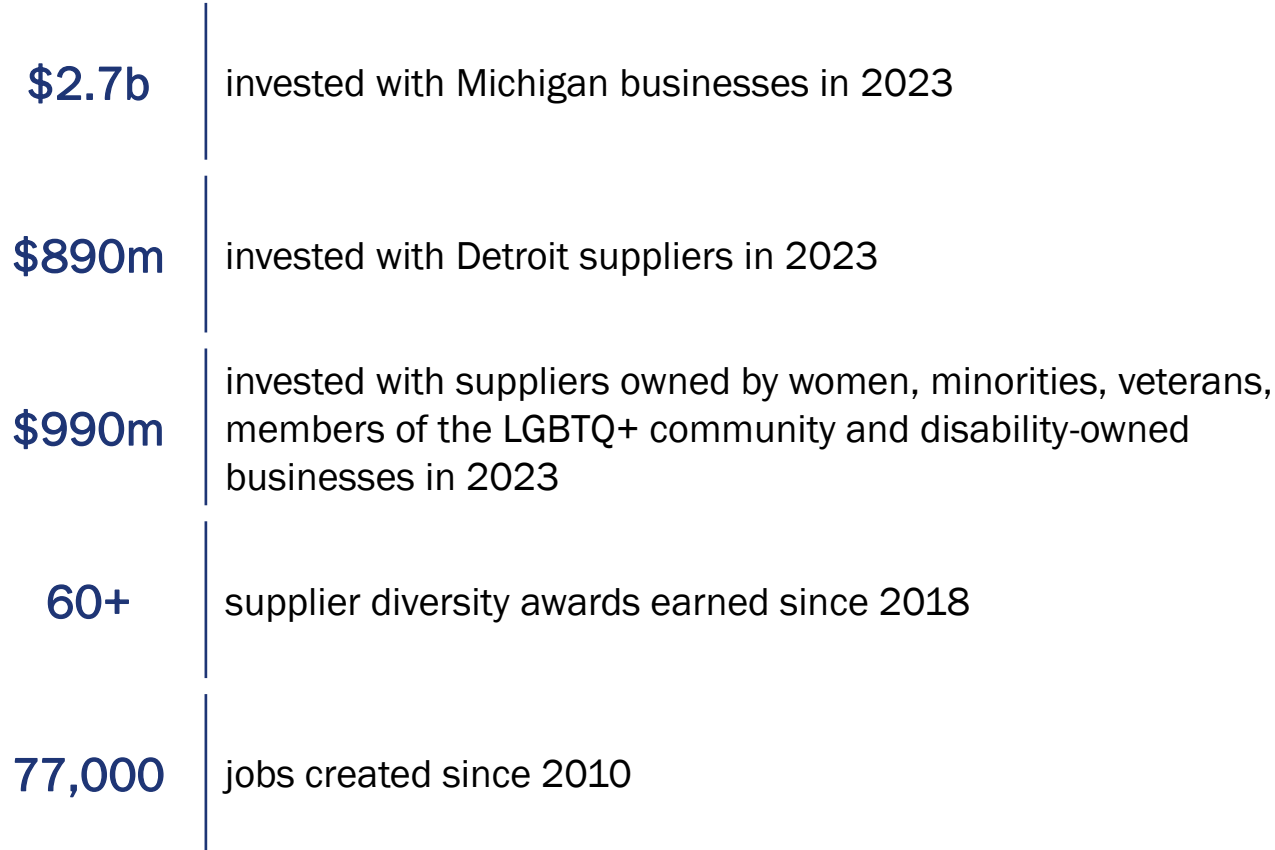 $2.7b
invested with Michigan businesses in 2023
$890m
invested with Detroit suppliers in 2023
$990m
invested with suppliers owned by women, minorities, veterans,
members of the LGBTQ+ community and disability-owned
businesses in 2023
60+
supplier diversity awards earned since 2018
77,000
jobs created since 2010